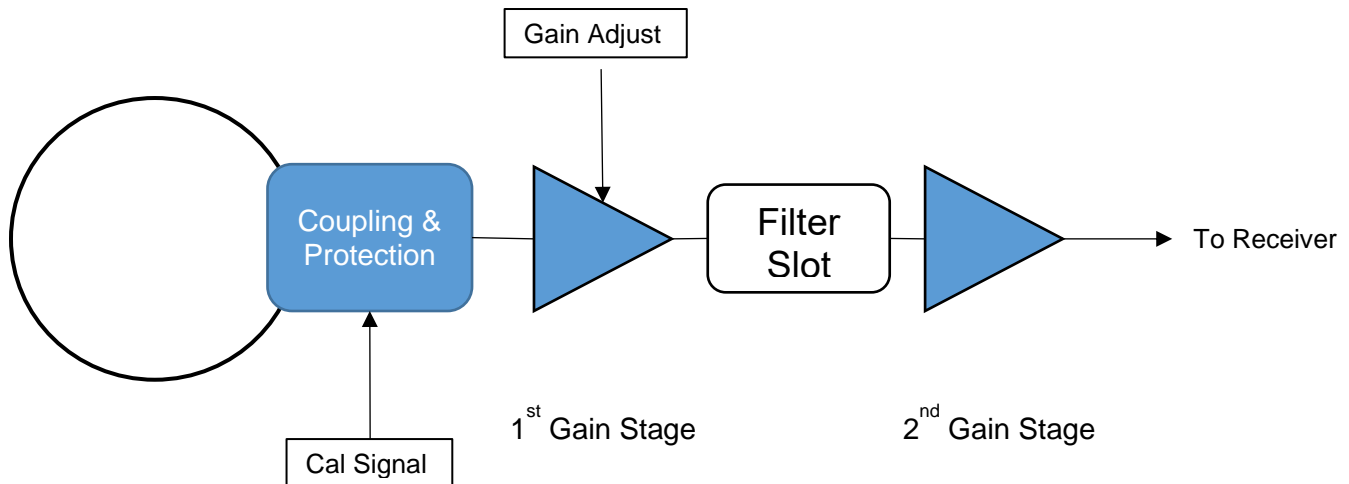 Gain Adjust
Coupling &
Protection
Filter
Slot
To Receiver
1st Gain Stage
2nd Gain Stage
Cal Signal